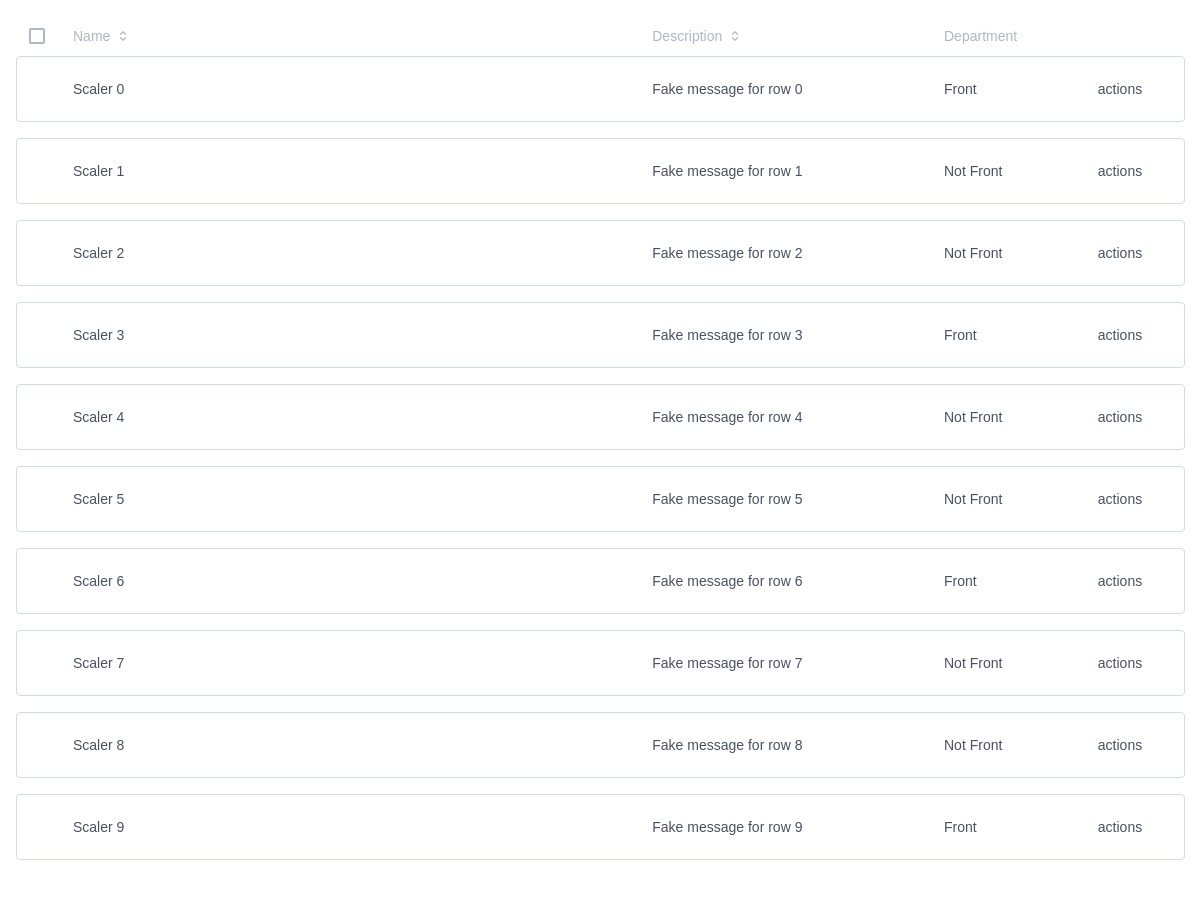 Name Description Department
Scaler 0 Fake message for row 0 Front actions
Scaler 1 Fake message for row 1 Not Front actions
Scaler 2 Fake message for row 2 Not Front actions
Scaler 3 Fake message for row 3 Front actions
Scaler 4 Fake message for row 4 Not Front actions
Scaler 5 Fake message for row 5 Not Front actions
Scaler 6 Fake message for row 6 Front actions
Scaler 7 Fake message for row 7 Not Front actions
Scaler 8 Fake message for row 8 Not Front actions
Scaler 9 Fake message for row 9 Front actions